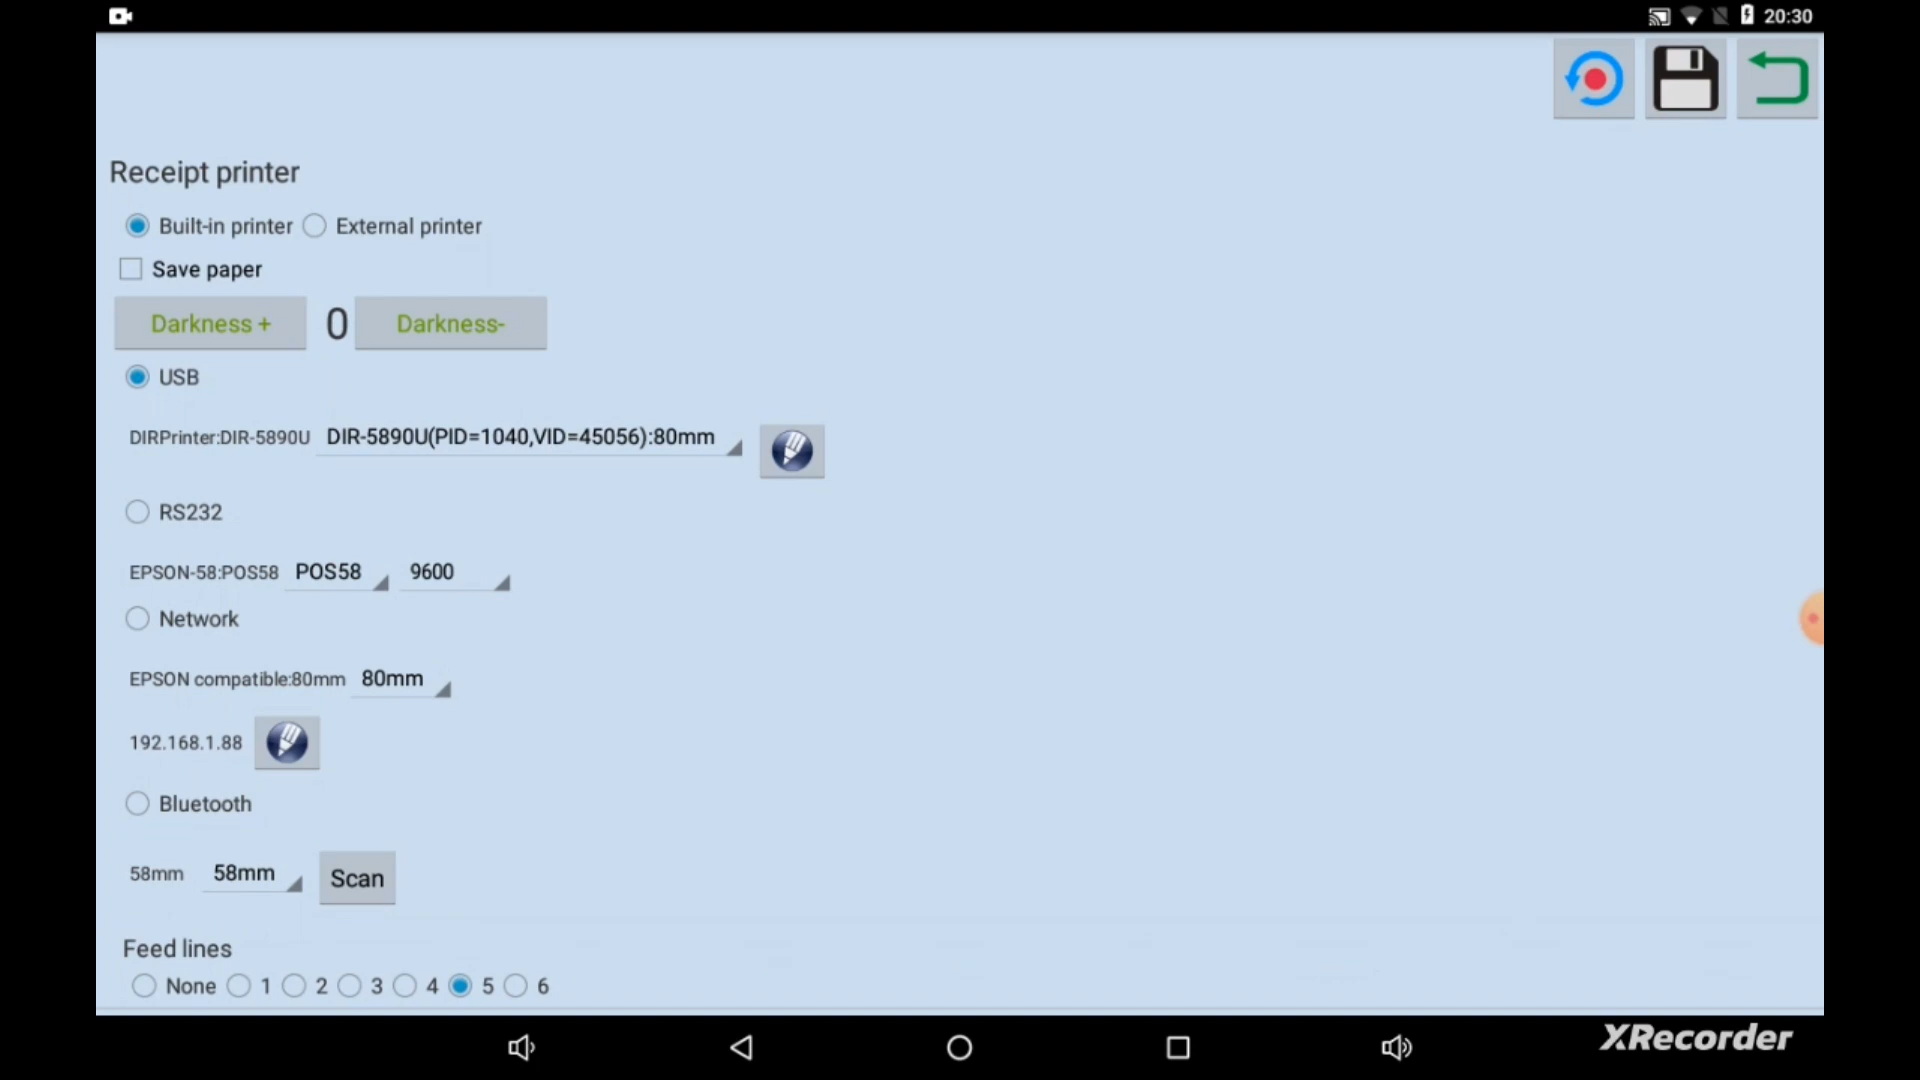 20:30
Receipt printer
Built-in printer External printer
Save paper
Darkness + 0 Darkness-
USB
DIRPrinter:DIR-5890U DIR-5890U(PID=1040,VID=45056):80mm
RS232
EPSON-58:POS58 POS58 9600
Network
EPSON compatible:80mm 80mm
192.168.1.88
Bluetooth
58mm 58mm Scan
Feed lines
None 1 2 3 4 5 6
XRecorder